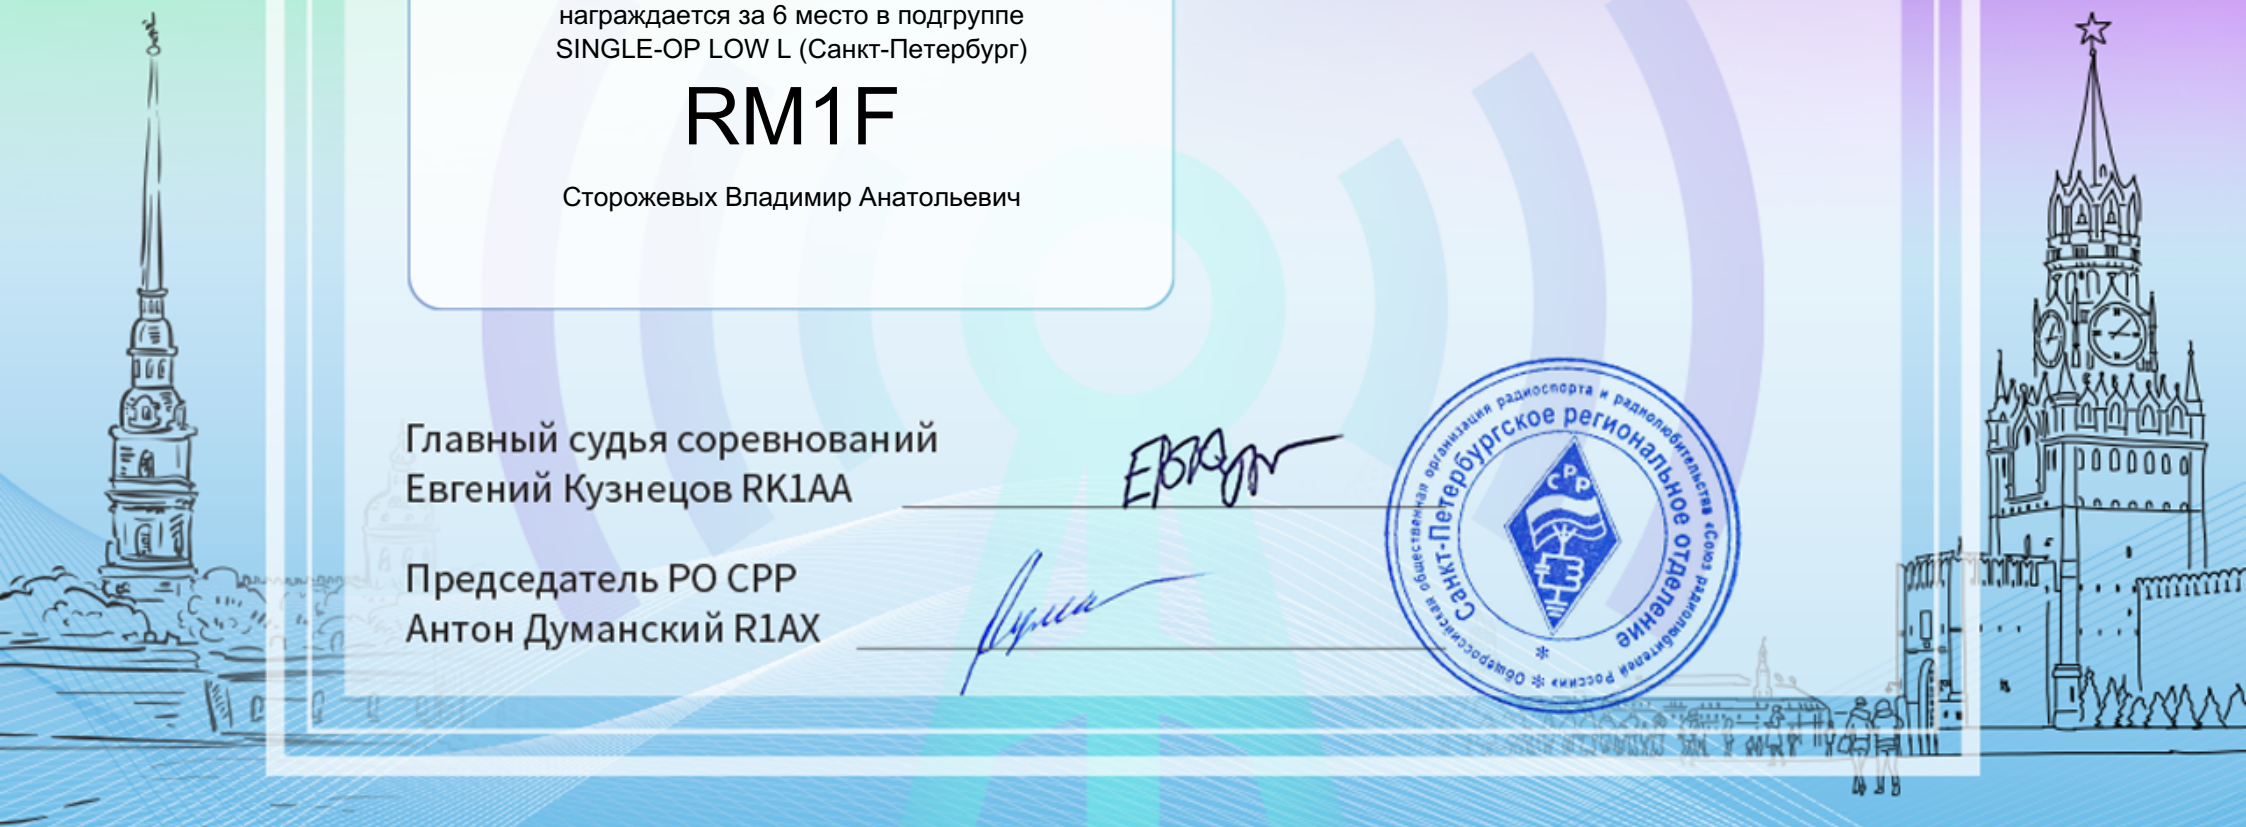 награждается за 6 место в подгруппе
SINGLE-OP LOW L (Санкт-Петербург)
RM1F
Сторожевых Владимир Анатольевич
Главный судья соревнований
Евгений Кузнецов RK1AA
Председатель РО СРР
Антон Думанский R1AX
Общероссийская общественная организация радиоспорта и радиолюбительства «Союз радиолюбителей России» *
Санкт-Петербургское региональное отделение *
СРР